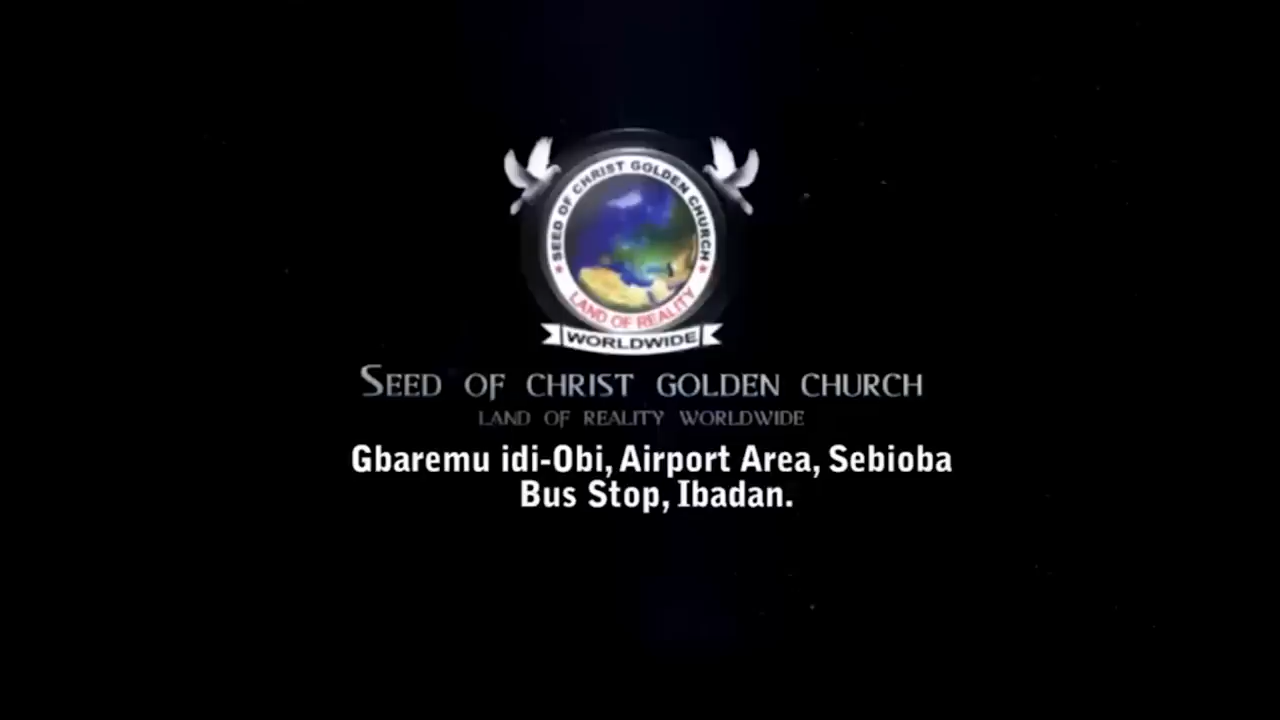 SEED OF CHRIST GOLDEN CHURCH
LAND OF REALITY
WORLDWIDE
SEED OF CHRIST GOLDEN CHURCH
LAND OF REALITY WORLDWIDE
Gbaremu idi-Obi, Airport Area, Sebioba
Bus Stop, Ibadan.